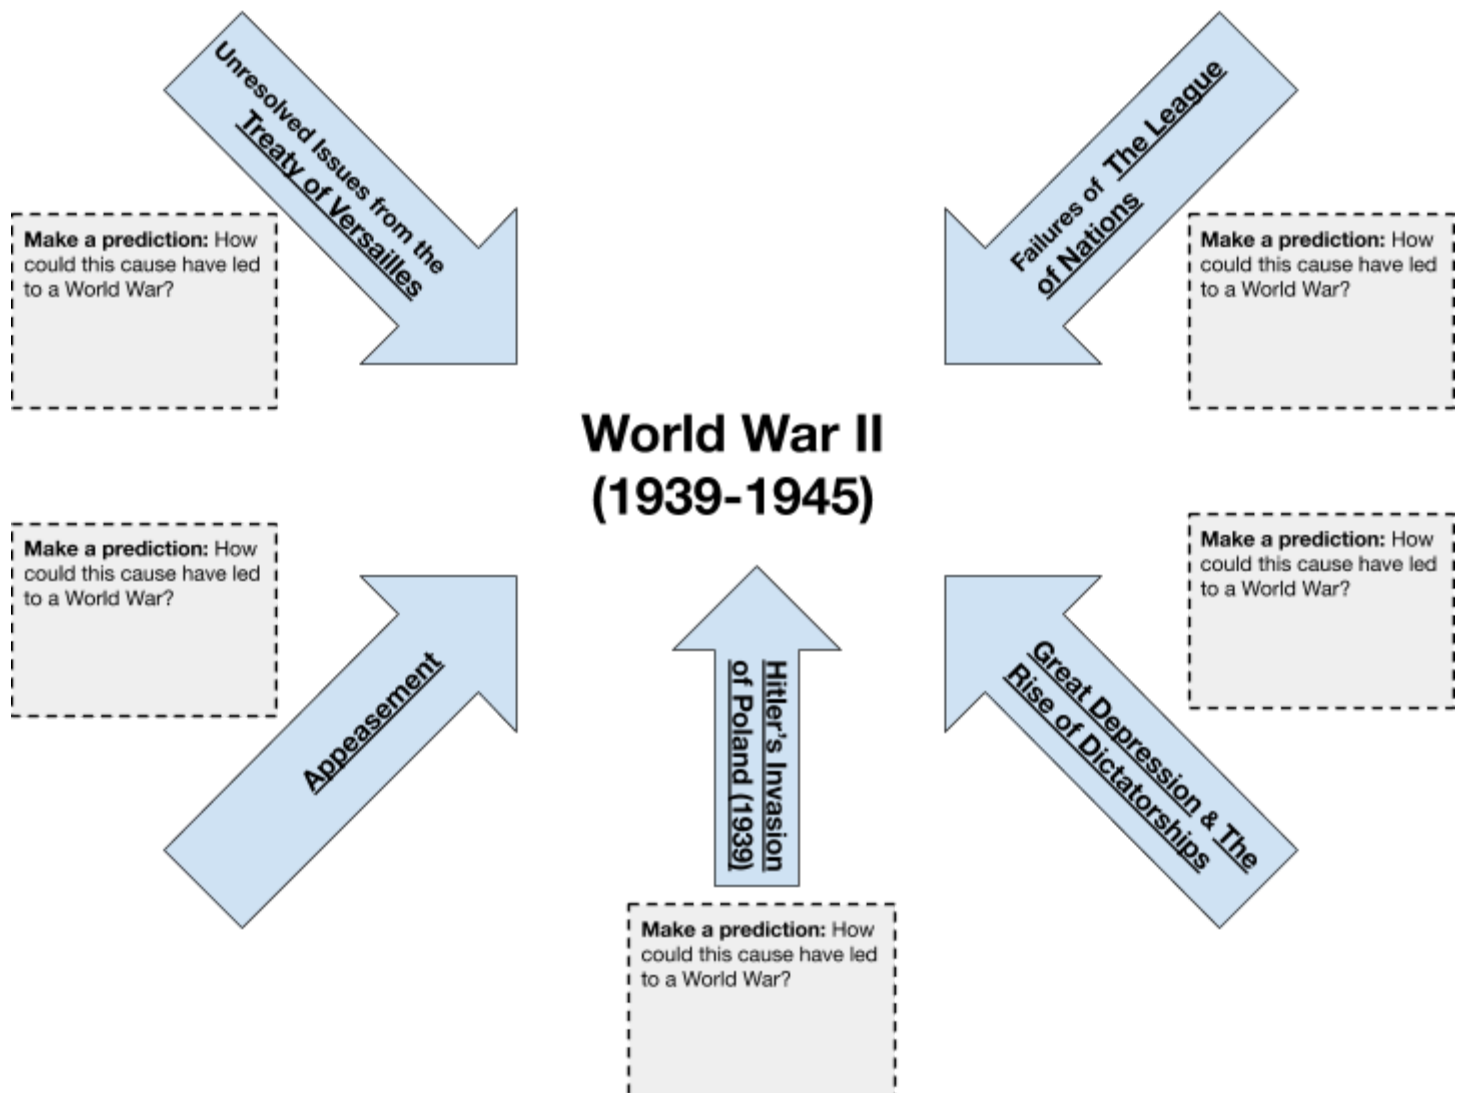 Unresolved Issues from the
Treaty of Versailles
Failures of The League
of Nations
Make a prediction: How
could this cause have led
to a World War?
Make a prediction: How
could this cause have led
to a World War?
World War II
(1939-1945)
Make a prediction: How
could this cause have led
to a World War?
Make a prediction: How
could this cause have led
to a World War?
Appeasement
Hitler's Invasion
of Poland (1939)
Great Depression & The
Rise of Dictatorships
Make a prediction: How
could this cause have led
to a World War?